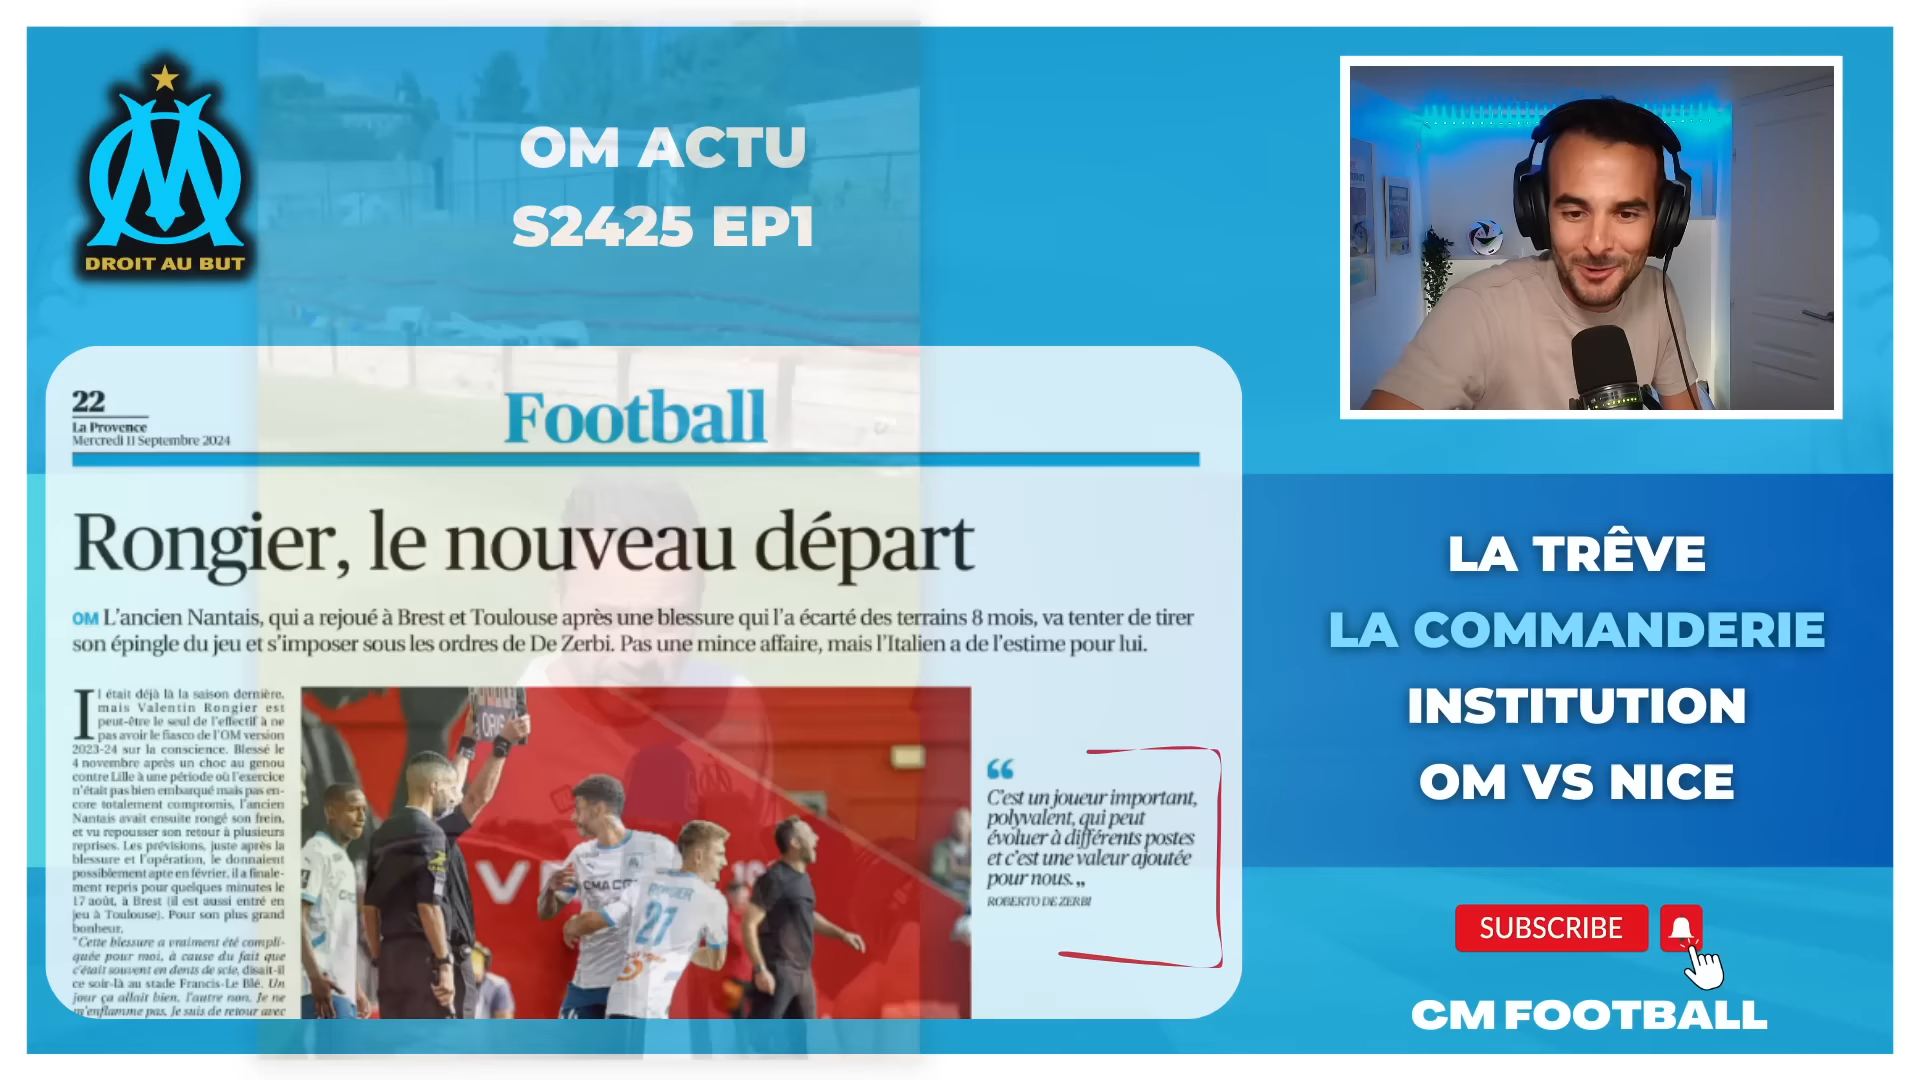 DROIT AU BUT
OM ACTU
S2425 EP1
22
La Provence
Mercredi 11 Septembre 2024
Football
Rongier, le nouveau départ
OM L'ancien Nantais, qui a rejoué à Brest et Toulouse après une blessure qui l'a écarté des terrains 8 mois, va tenter de tirer
son épingle du jeu et s'imposer sous les ordres de De Zerbi. Pas une mince affaire, mais l'Italien a de l'estime pour lui.
Il était déjà là la saison dernière,
mais Valentin Rongier est
peut-être le seul de l'effectif à ne
pas avoir le fiasco de l'OM version
2023-24 sur la conscience. Blessé le
4 novembre après un choc au genou
contre Lille à une période où l'exercice
n'était pas bien embarqué mais pas en-
core totalement compromis, l'ancien
Nantais avait ensuite rongé son frein,
et vu repousser son retour à plusieurs
reprises. Les prévisions, juste après la
blessure et l'opération, le donnaient
possiblement apte en février, il a finale-
ment repris pour quelques minutes le
17 août, à Brest (il est aussi entré en
jeu à Toulouse). Pour son plus grand
bonheur.
"Cette blessure a vraiment été compli-
quée pour moi, à cause du fait que
c'était souvent en dents de scie, disait-il
ce soir-là au stade Francis-Le Blé. Un
jour ça allait bien, l'autre non. Je ne
m'enflamme pas. Je suis de retour avec
CMA CG
RONGIER
21
“
C'est un joueur important,
polyvalent, qui peut
évoluer à différents postes
et c'est une valeur ajoutée
pour nous.„
ROBERTO DE ZERBI
LA TRÊVE
LA COMMANDERIE
INSTITUTION
OM VS NICE
SUBSCRIBE
CM FOOTBALL